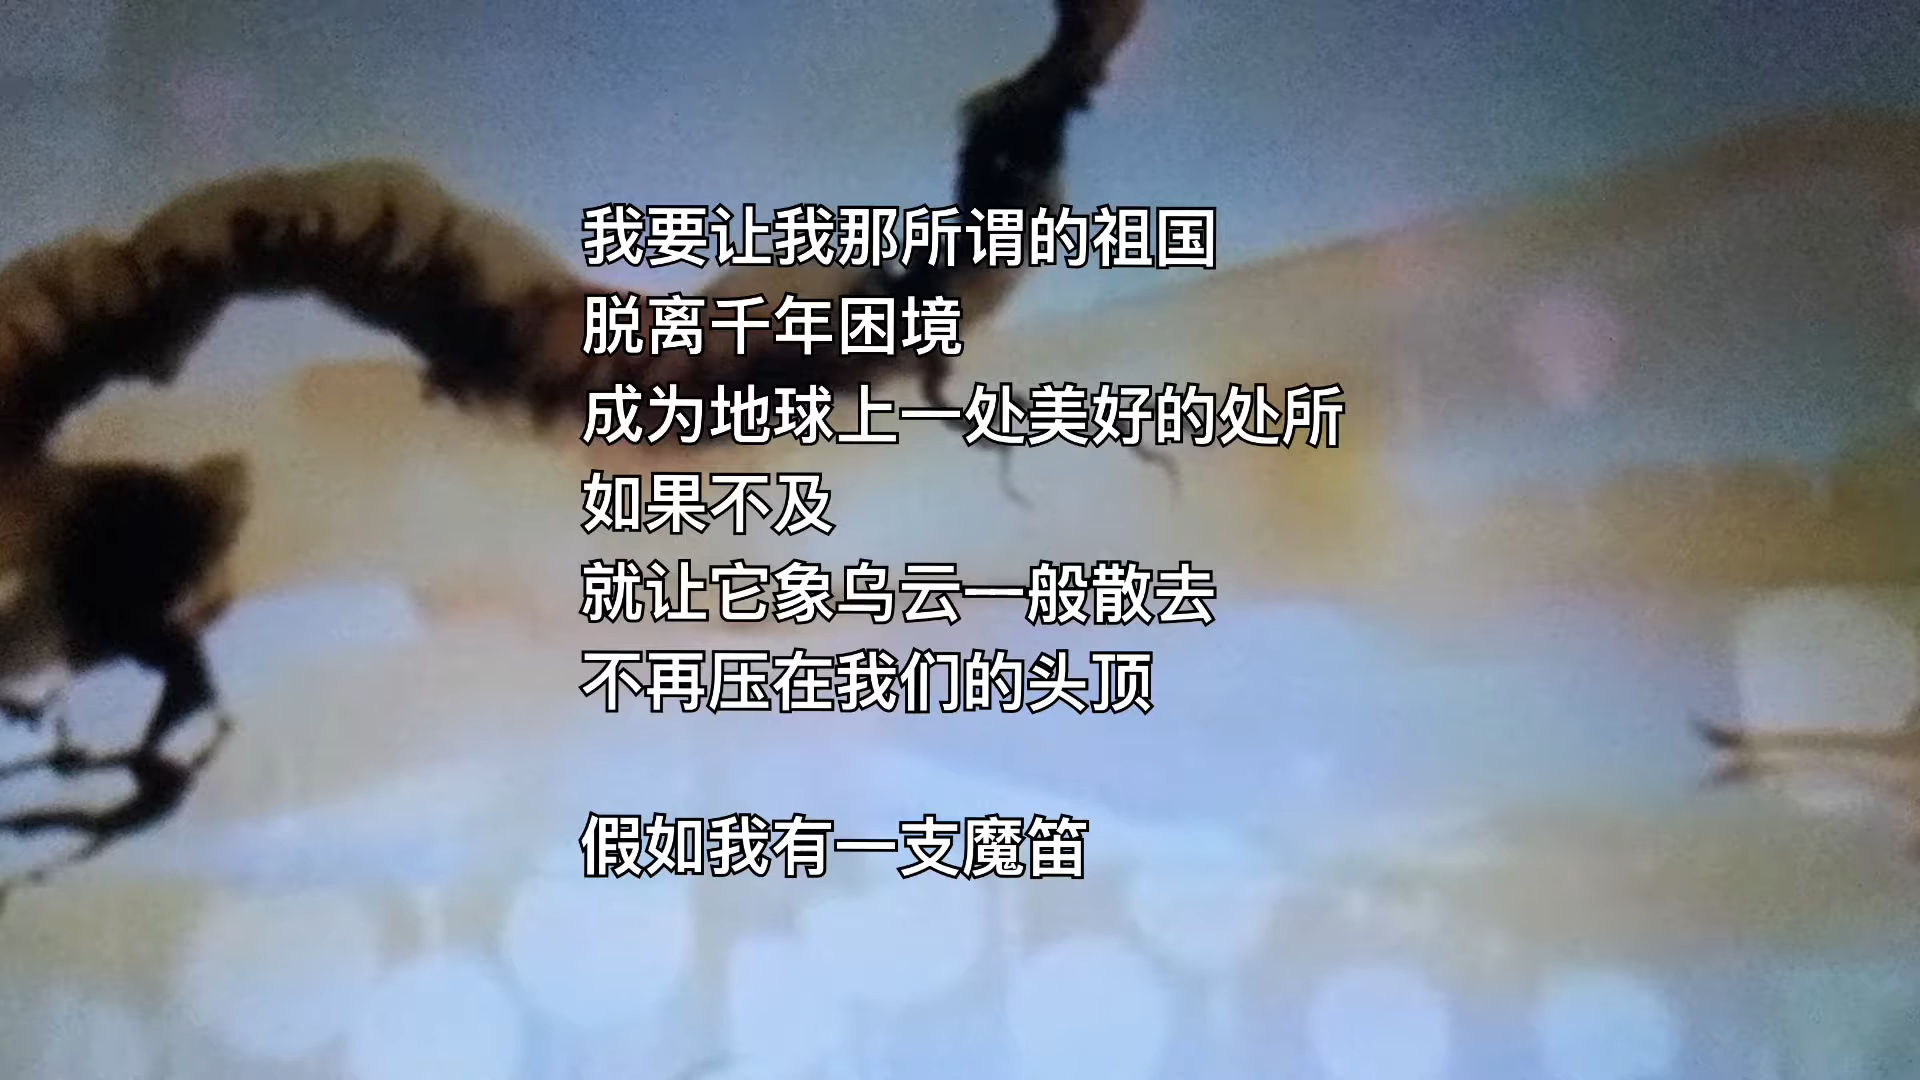 我要让我那所谓的祖国
脱离千年困境
成为地球上一处美好的处所
如果不及
就让它象乌云一般散去
不再压在我们的头顶
假如我有一支魔笛